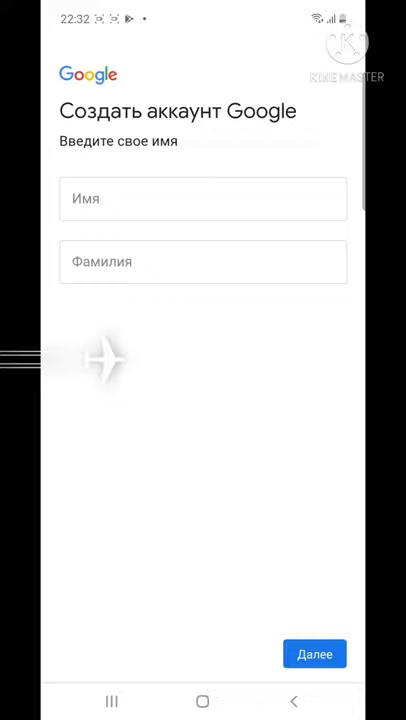 22:32
KINEMASTER
Google
Создать аккаунт Google
Введите свое имя
Имя
Фамилия
Далее